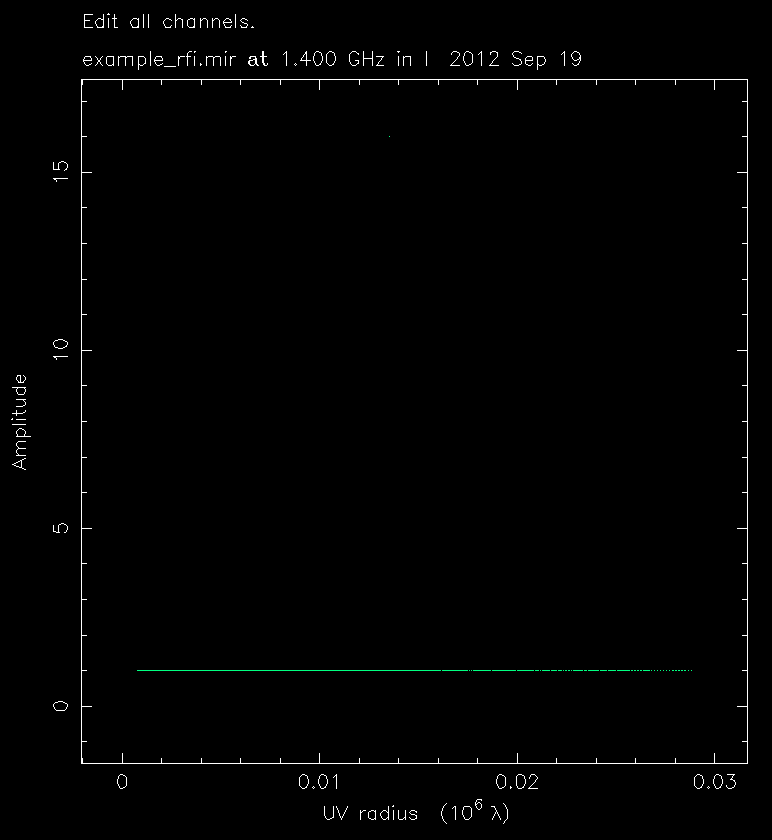 Edit all channels.
example_rfi.mir at 1.400 GHz in I  2012 Sep 19
15
10
5
0
Amplitude
0 0.01 0.02 0.03
UV radius  (10⁶ λ)